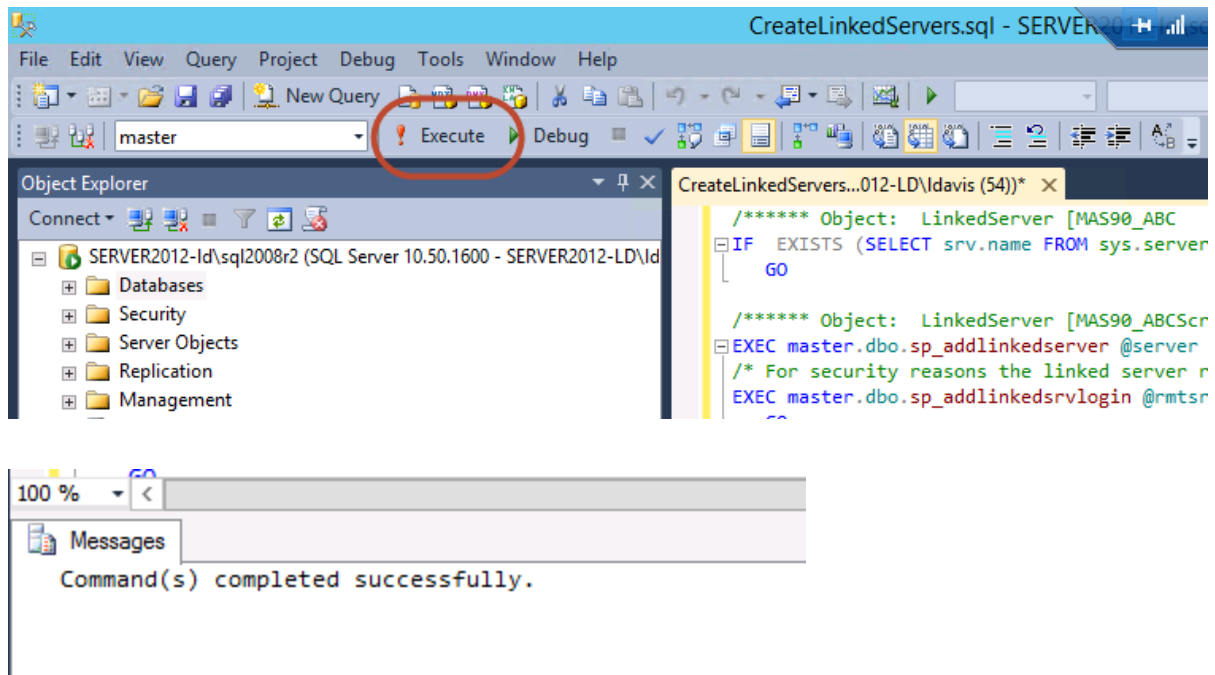 CreateLinkedServers.sql - SERVER201
File Edit View Query Project Debug Tools Window Help
New Query
master Execute Debug
Object Explorer
CreateLinkedServers...012-LD\ldavis (54))*
Connect
SERVER2012-ld\sql2008r2 (SQL Server 10.50.1600 - SERVER2012-LD\ld
Databases
Security
Server Objects
Replication
Management
/****** Object: LinkedServer [MAS90_ABC
IF EXISTS (SELECT srv.name FROM sys.server
GO
/****** Object: LinkedServer [MAS90_ABCScr
EXEC master.dbo.sp_addlinkedserver @server
/* For security reasons the linked server r
EXEC master.dbo.sp_addlinkedsrvlogin @rmtsr
GO
GO
100 %
Messages
Command(s) completed successfully.